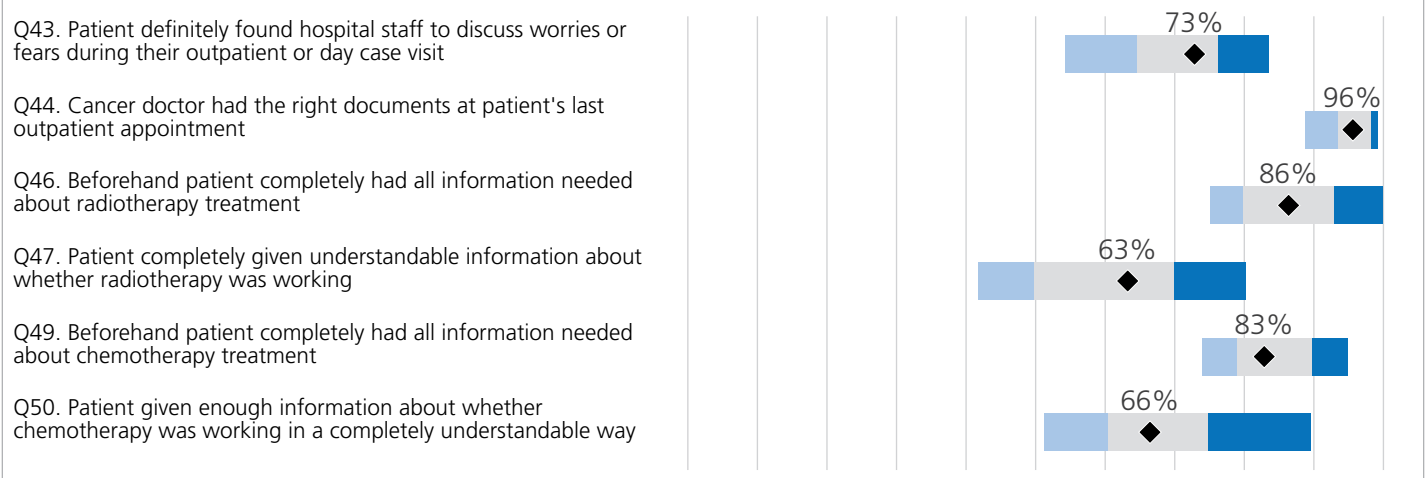 Q43. Patient definitely found hospital staff to discuss worries or
fears during their outpatient or day case visit
73%
Q44. Cancer doctor had the right documents at patient's last
outpatient appointment
96%
Q46. Beforehand patient completely had all information needed
about radiotherapy treatment
86%
Q47. Patient completely given understandable information about
whether radiotherapy was working
63%
Q49. Beforehand patient completely had all information needed
about chemotherapy treatment
83%
Q50. Patient given enough information about whether
chemotherapy was working in a completely understandable way
66%